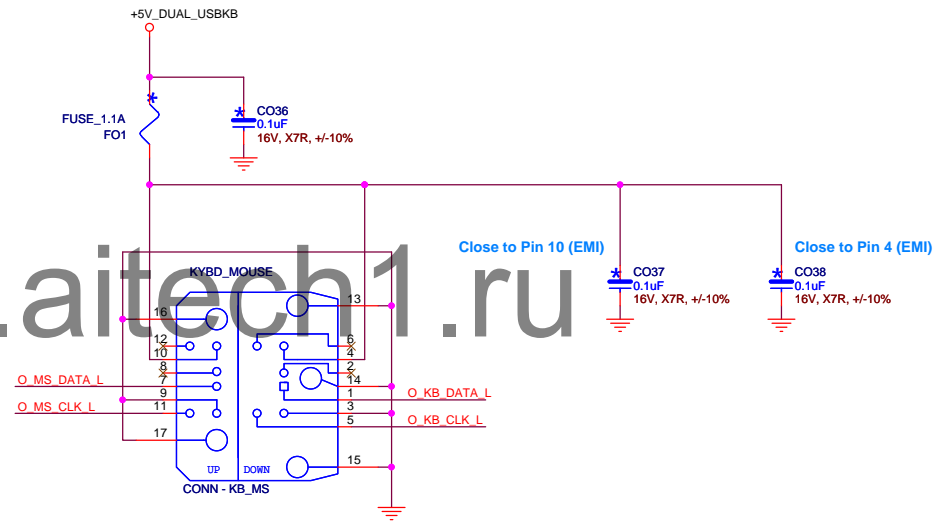 +5V_DUAL_USBKB
FUSE_1.1A
FO1
CO36
0.1uF
16V, X7R, +/-10%
Close to Pin 10 (EMI)
Close to Pin 4 (EMI)
CO37
0.1uF
16V, X7R, +/-10%
CO38
0.1uF
16V, X7R, +/-10%
.aitech1.ru
KYBD_MOUSE
16
13
12
6
10
4
8
2
O_MS_DATA_L
7
14
9
1
O_KB_DATA_L
O_MS_CLK_L
11
3
5
O_KB_CLK_L
17
15
UP
DOWN
CONN - KB_MS